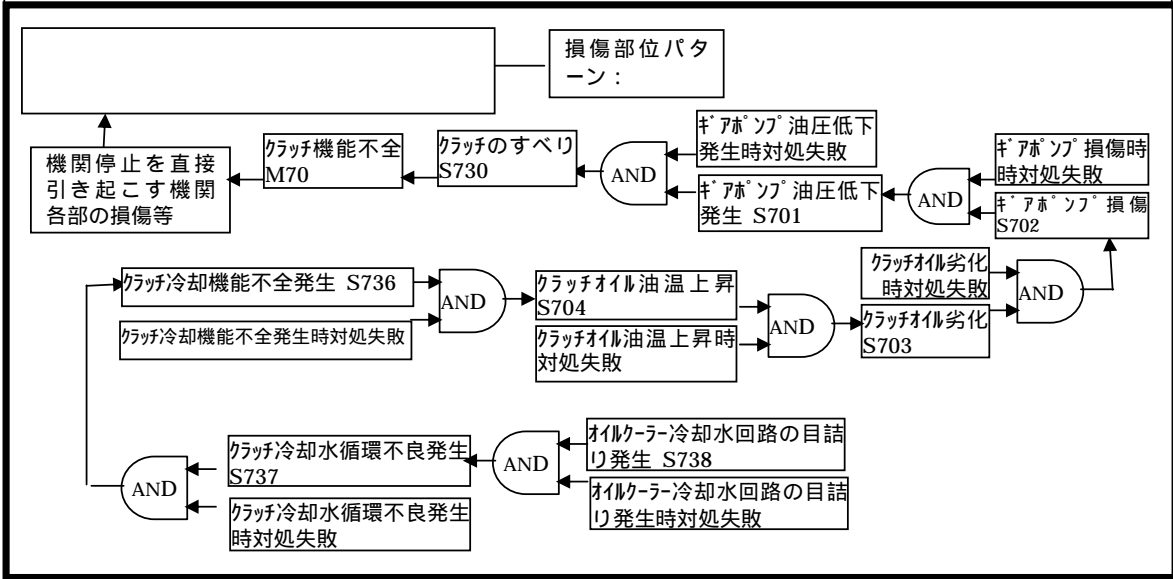 損傷部位パタ
ーン：
機関停止を直接
引き起こす機関
各部の損傷等
クラッチ機能不全
M70
クラッチのすべり
S730
AND
ギアポンプ油圧低下
発生時対処失敗
ギアポンプ油圧低下
発生 S701
AND
ギアポンプ損傷時
時対処失敗
ギアポンプ損傷
S702
クラッチ冷却機能不全発生 S736
クラッチ冷却機能不全発生時対処失敗
AND
クラッチオイル油温上昇
S704
クラッチオイル油温上昇時
対処失敗
AND
クラッチオイル劣化
時対処失敗
クラッチオイル劣化
S703
AND
AND
クラッチ冷却水循環不良発生
S737
クラッチ冷却水循環不良発生
時対処失敗
AND
オイルクーラー冷却水回路の目詰
り発生 S738
オイルクーラー冷却水回路の目詰
り発生時対処失敗